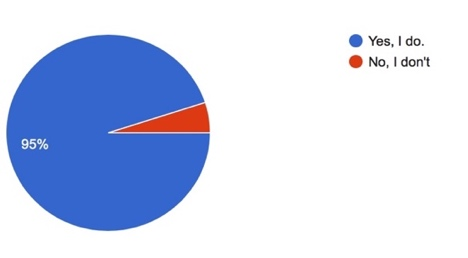 Yes, I do.
No, I don't
95%